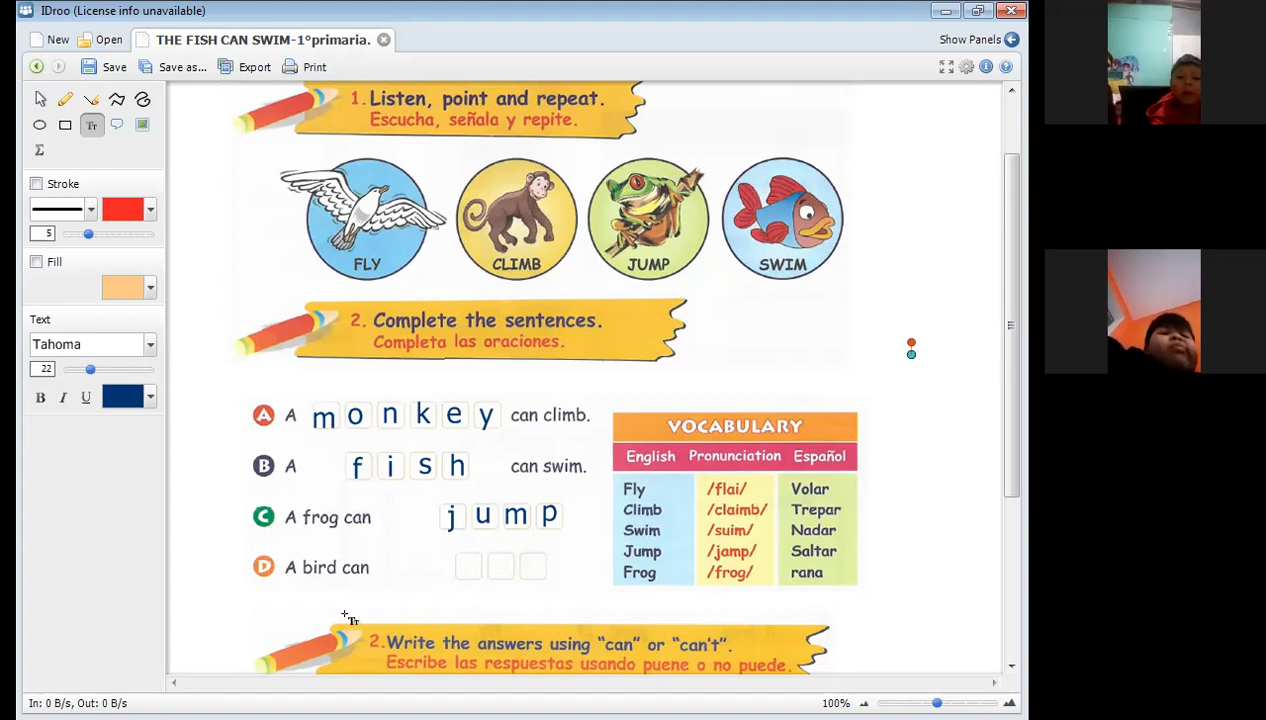 IDroo (License info unavailable)
New Open THE FISH CAN SWIM-1°primaria. Show Panels
Save Save as... Export Print
Stroke
5
Fill
Text
Tahoma
22
B I U
1. Listen, point and repeat.
Escucha, señala y repite.
FLY CLIMB JUMP SWIM
2. Complete the sentences.
Completa las oraciones.
A A monkey can climb.
B A fish can swim.
C A frog can jump
D A bird can
VOCABULARY
English Pronunciation Español
Fly /flai/ Volar
Climb /claimb/ Trepar
Swim /suim/ Nadar
Jump /jamp/ Saltar
Frog /frog/ rana
2. Write the answers using “can” or “can't”.
Escribe las respuestas usando puene o no puede.
In: 0 B/s, Out: 0 B/s 100%